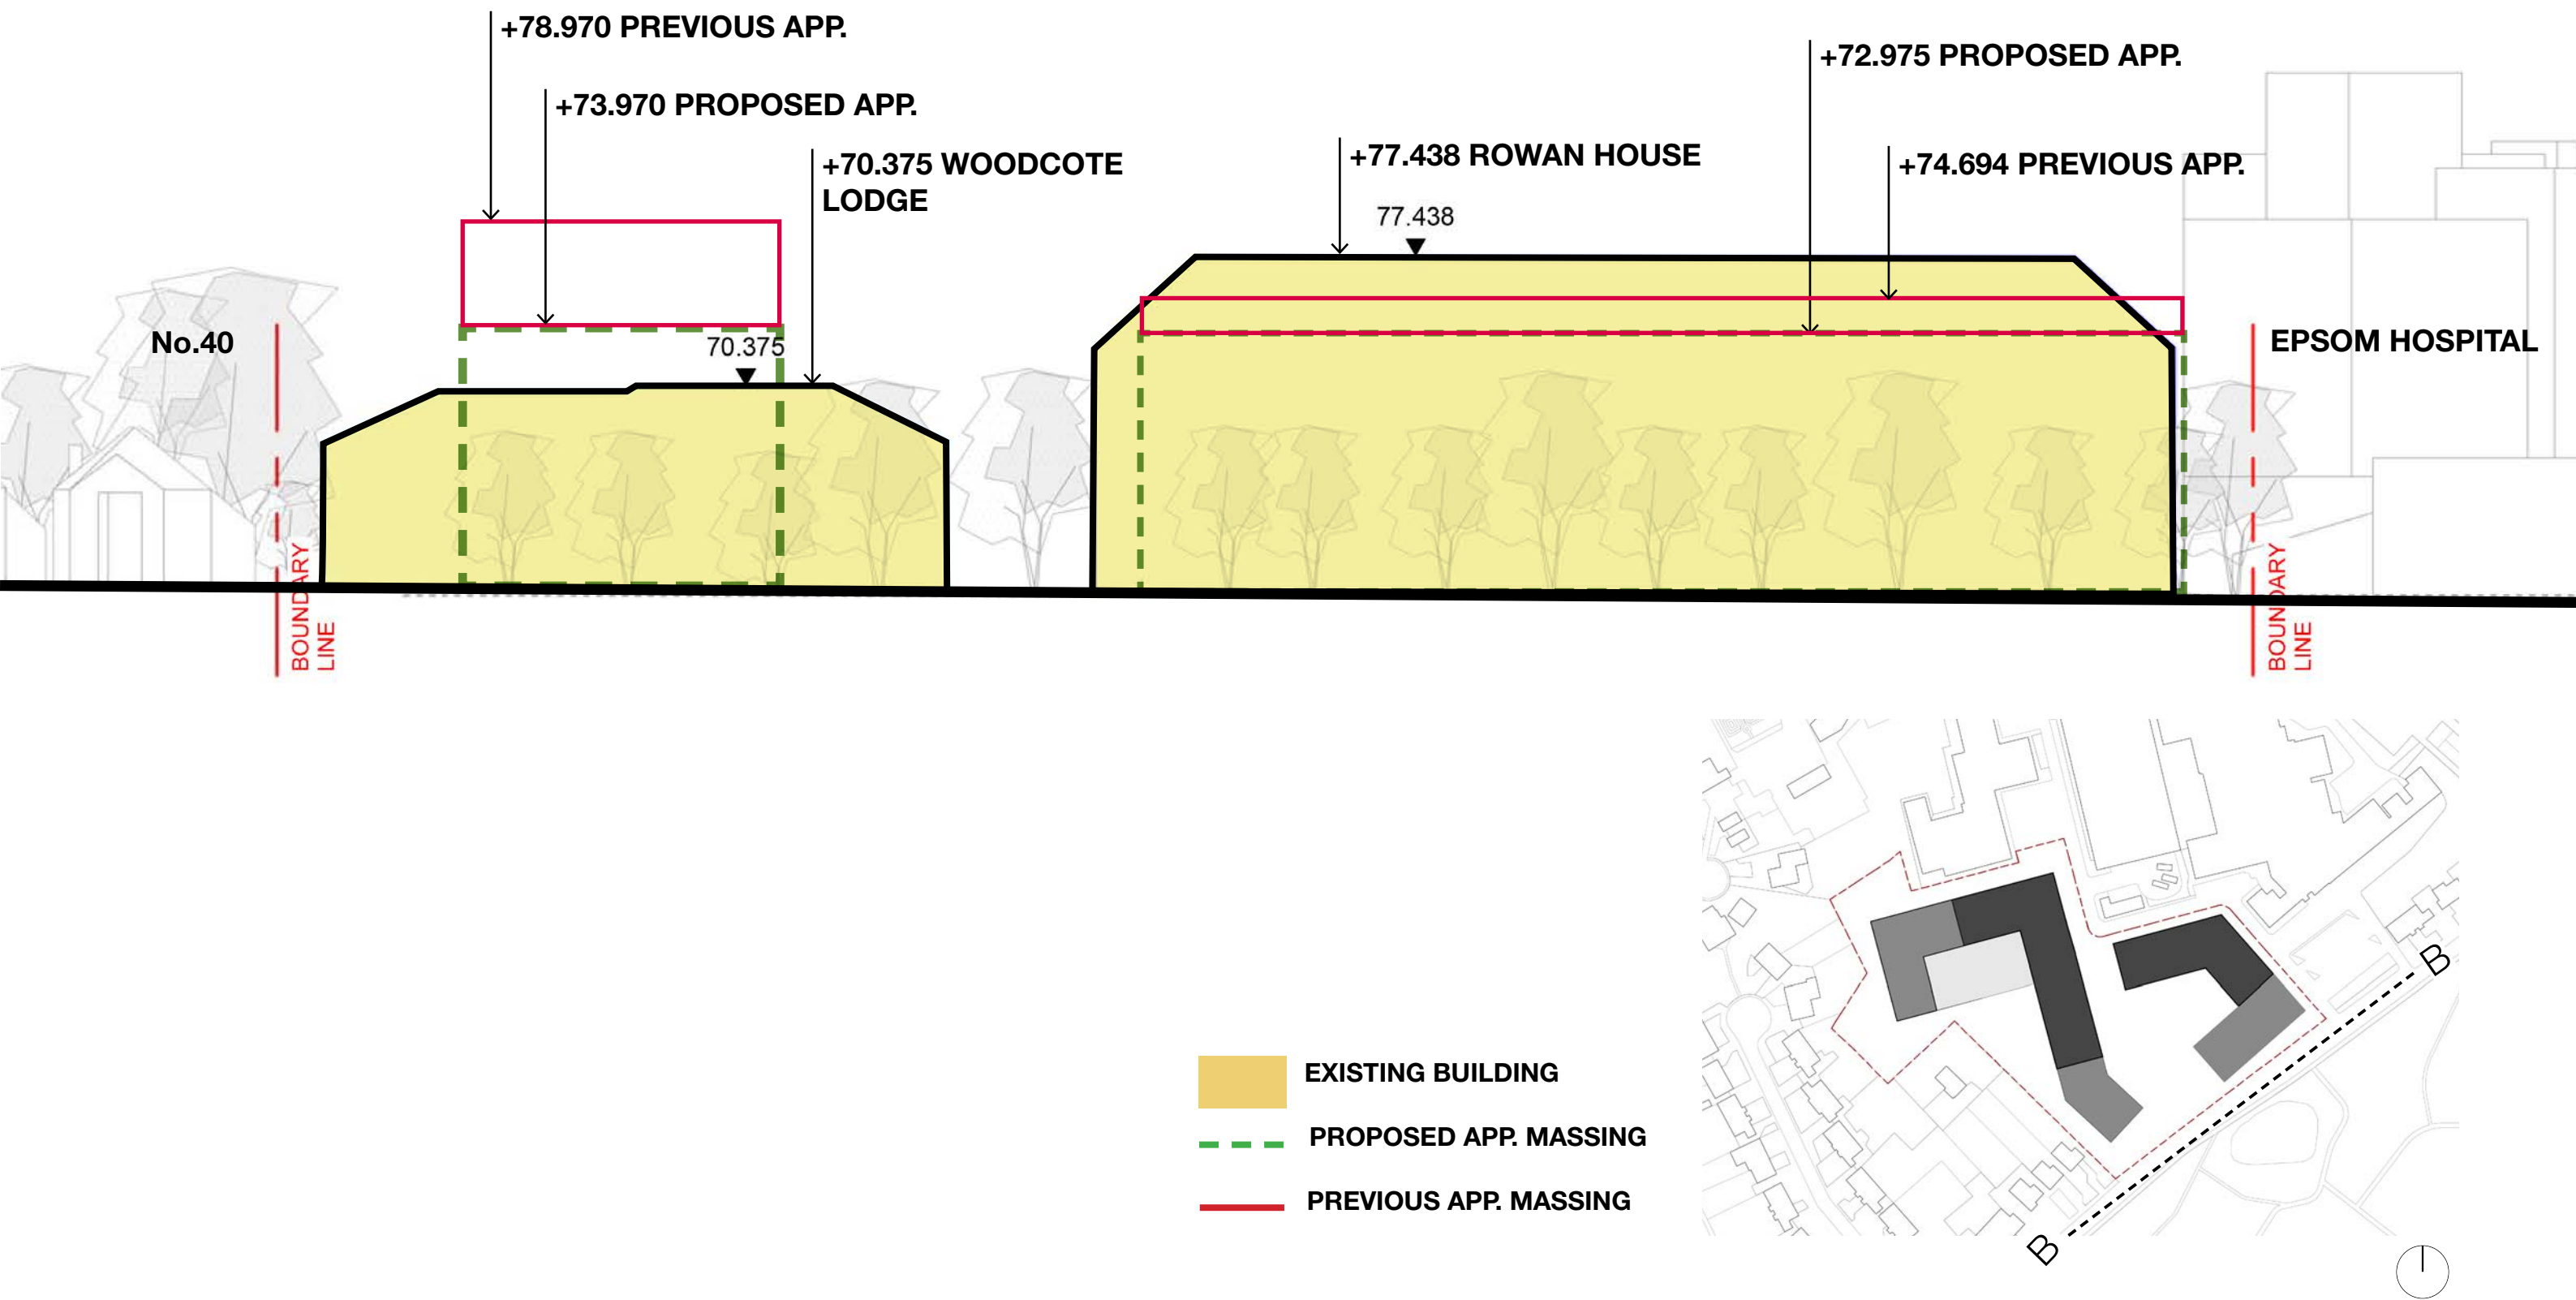 +78.970 PREVIOUS APP.
+73.970 PROPOSED APP.
+70.375 WOODCOTE
LODGE
+72.975 PROPOSED APP.
+77.438 ROWAN HOUSE
+74.694 PREVIOUS APP.
77.438
No.40
70.375
EPSOM HOSPITAL
BOUNDARY
LINE
BOUNDARY
LINE
EXISTING BUILDING
PROPOSED APP. MASSING
PREVIOUS APP. MASSING
B
B